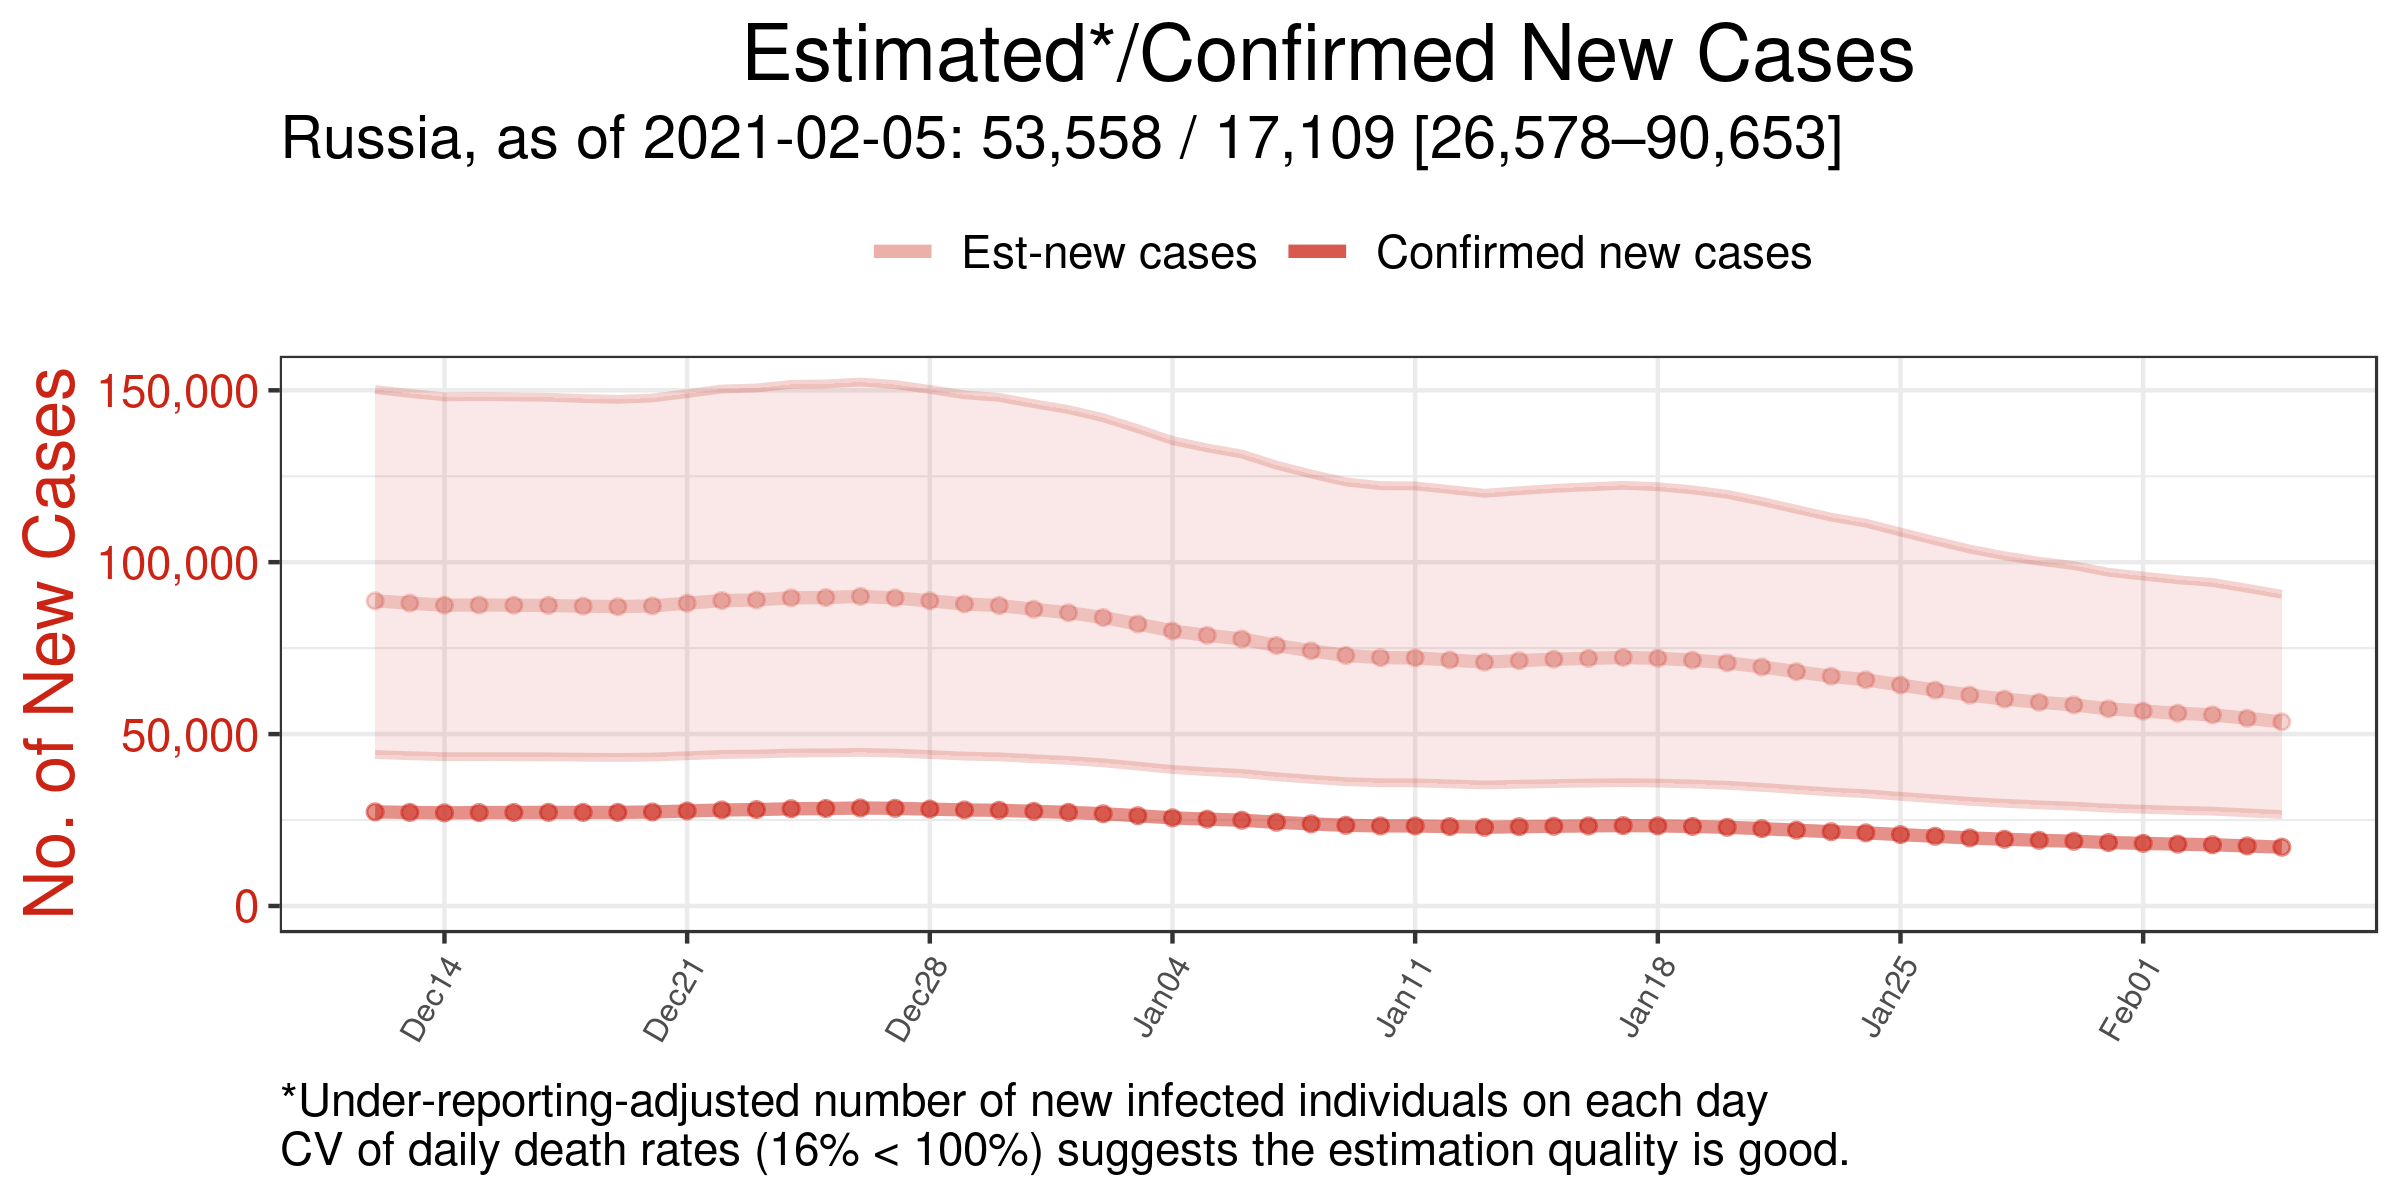 Estimated*/Confirmed New Cases
Russia, as of 2021-02-05: 53,558 / 17,109 [26,578–90,653]
Est-new cases
Confirmed new cases
No. of New Cases
150,000
100,000
50,000
0
Dec14
Dec21
Dec28
Jan04
Jan11
Jan18
Jan25
Feb01
*Under-reporting-adjusted number of new infected individuals on each day
CV of daily death rates (16% < 100%) suggests the estimation quality is good.